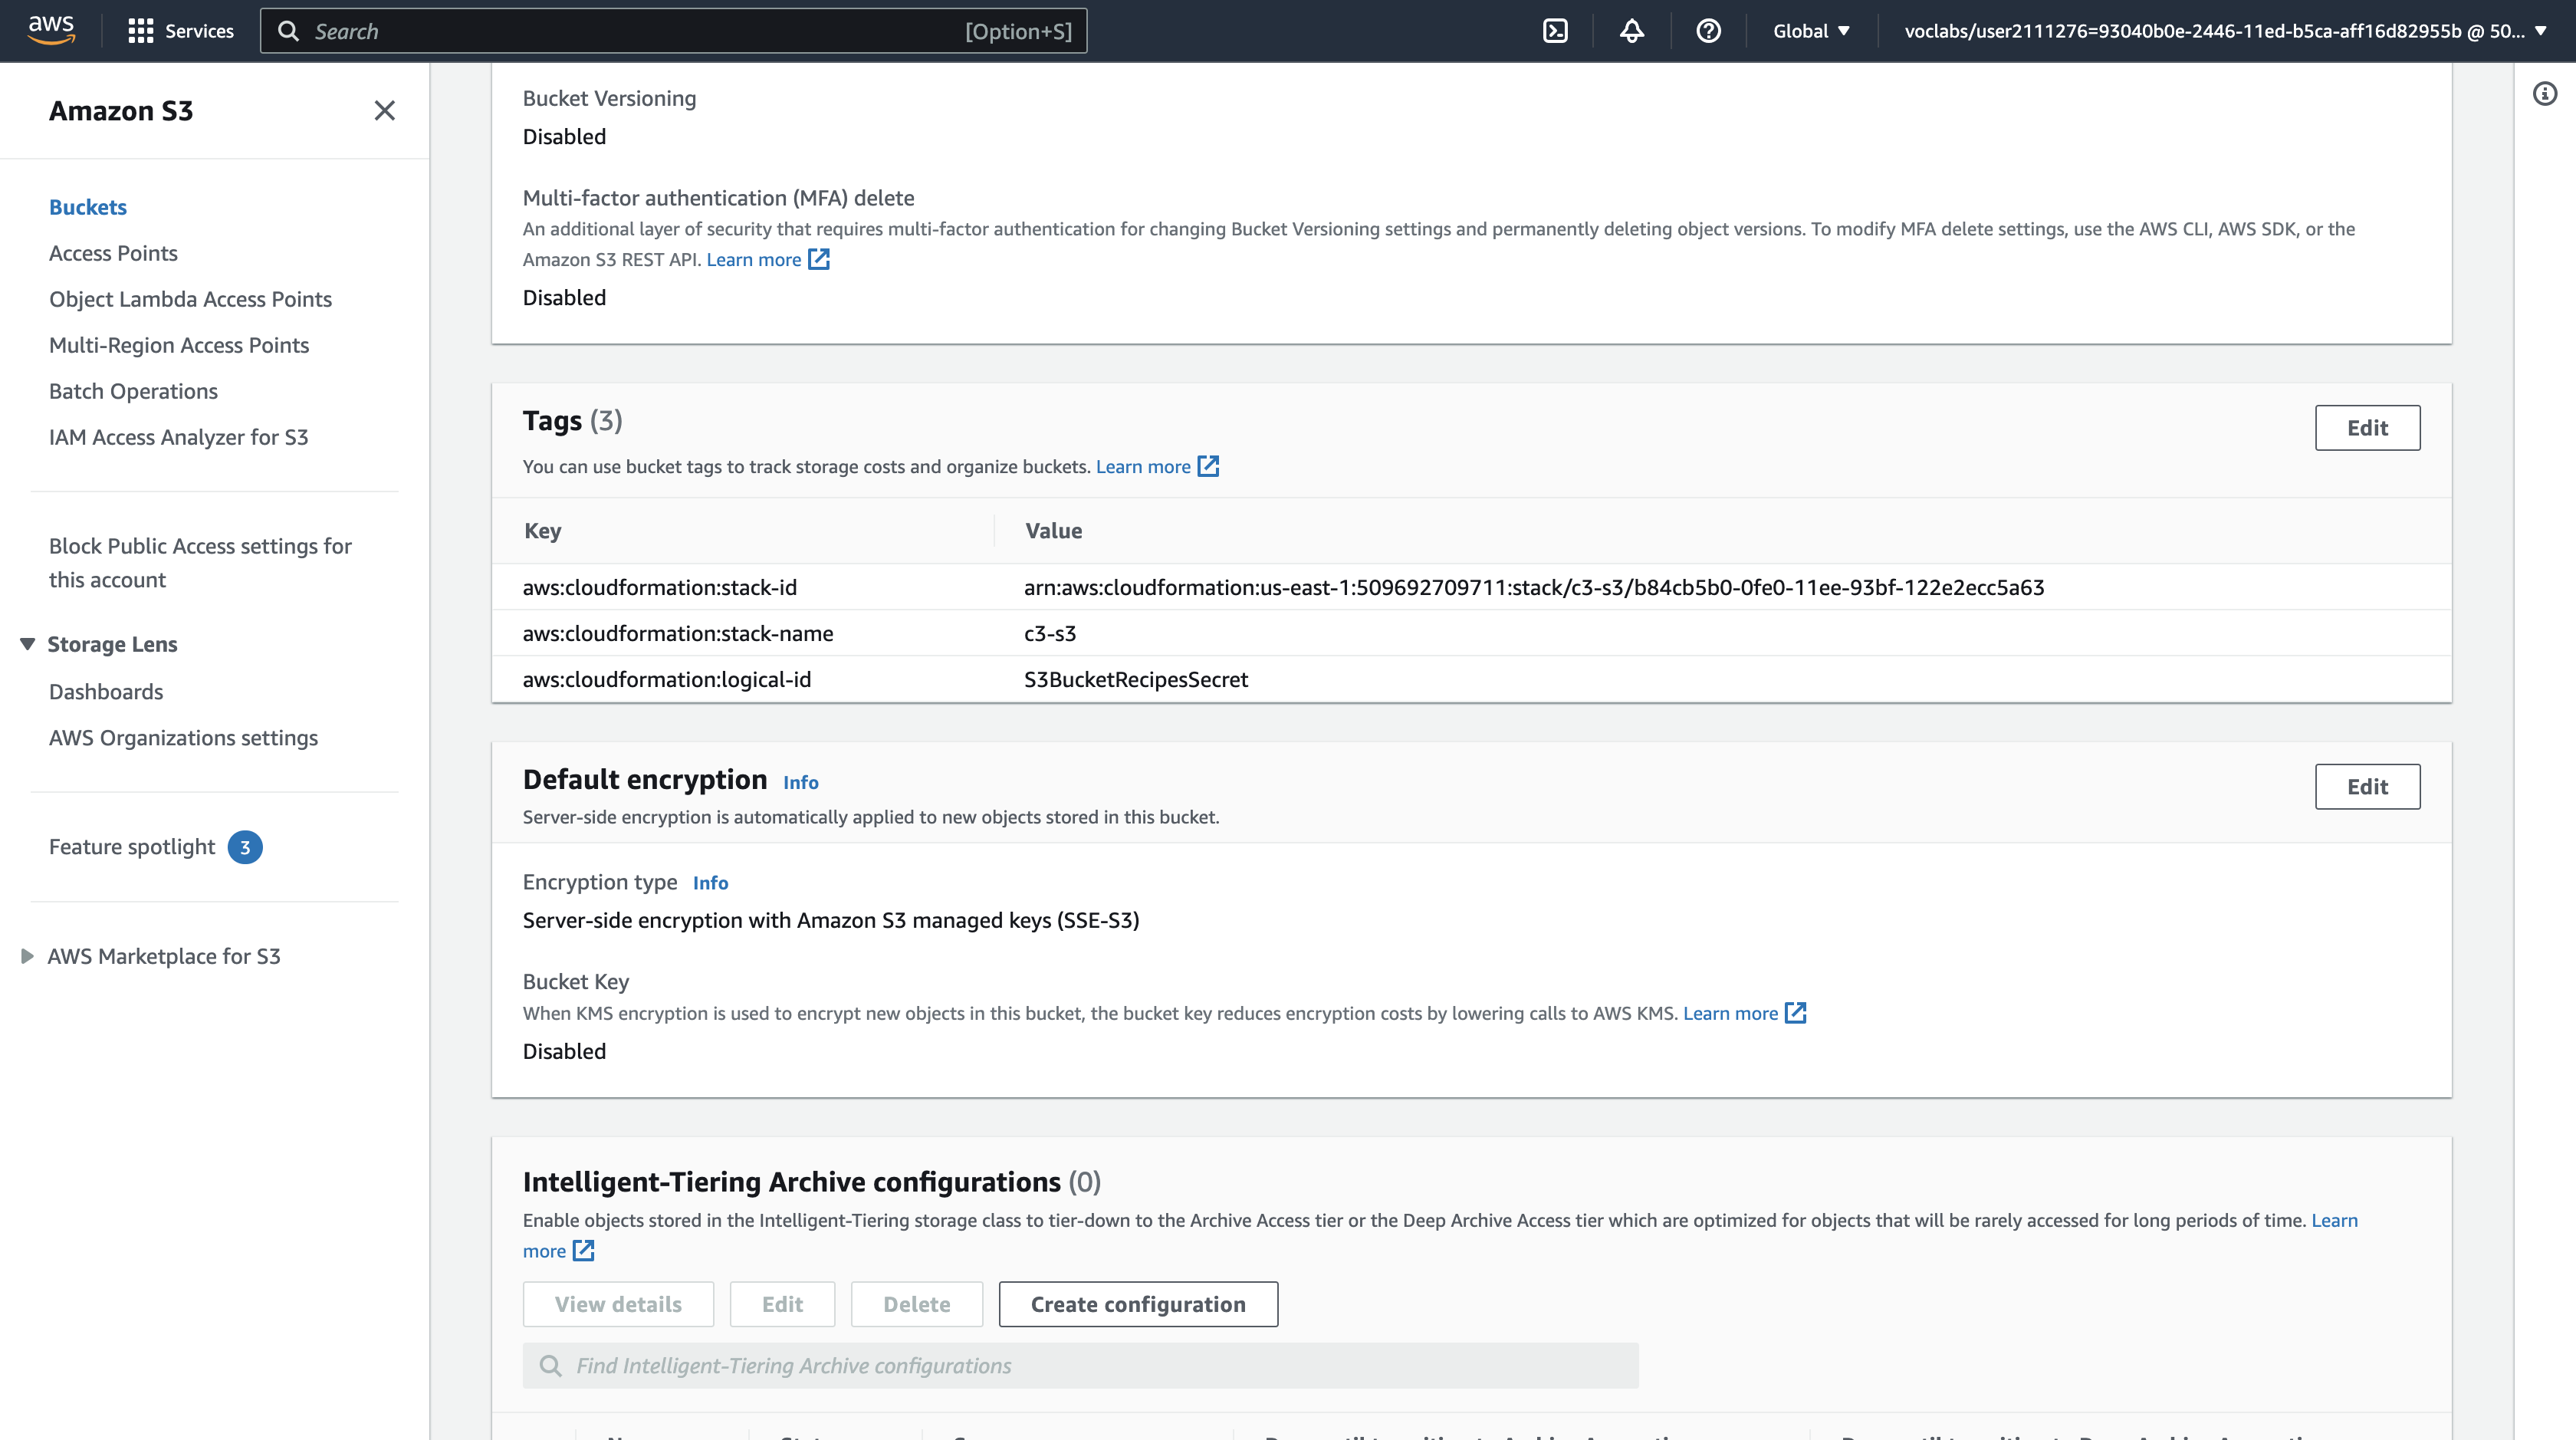 aws
Services
Search
[Option+S]
Global
voclabs/user2111276=93040b0e-2446-11ed-b5ca-aff16d82955b @ 50...
Amazon S3
Buckets
Access Points
Object Lambda Access Points
Multi-Region Access Points
Batch Operations
IAM Access Analyzer for S3
Block Public Access settings for
this account
Storage Lens
Dashboards
AWS Organizations settings
Feature spotlight 3
AWS Marketplace for S3
Bucket Versioning
Disabled
Multi-factor authentication (MFA) delete
An additional layer of security that requires multi-factor authentication for changing Bucket Versioning settings and permanently deleting object versions. To modify MFA delete settings, use the AWS CLI, AWS SDK, or the
Amazon S3 REST API. Learn more
Disabled
Tags (3)
Edit
You can use bucket tags to track storage costs and organize buckets. Learn more
Key Value
aws:cloudformation:stack-id arn:aws:cloudformation:us-east-1:509692709711:stack/c3-s3/b84cb5b0-0fe0-11ee-93bf-122e2ecc5a63
aws:cloudformation:stack-name c3-s3
aws:cloudformation:logical-id S3BucketRecipesSecret
Default encryption Info
Edit
Server-side encryption is automatically applied to new objects stored in this bucket.
Encryption type Info
Server-side encryption with Amazon S3 managed keys (SSE-S3)
Bucket Key
When KMS encryption is used to encrypt new objects in this bucket, the bucket key reduces encryption costs by lowering calls to AWS KMS. Learn more
Disabled
Intelligent-Tiering Archive configurations (0)
Enable objects stored in the Intelligent-Tiering storage class to tier-down to the Archive Access tier or the Deep Archive Access tier which are optimized for objects that will be rarely accessed for long periods of time. Learn
more
View details Edit Delete Create configuration
Find Intelligent-Tiering Archive configurations